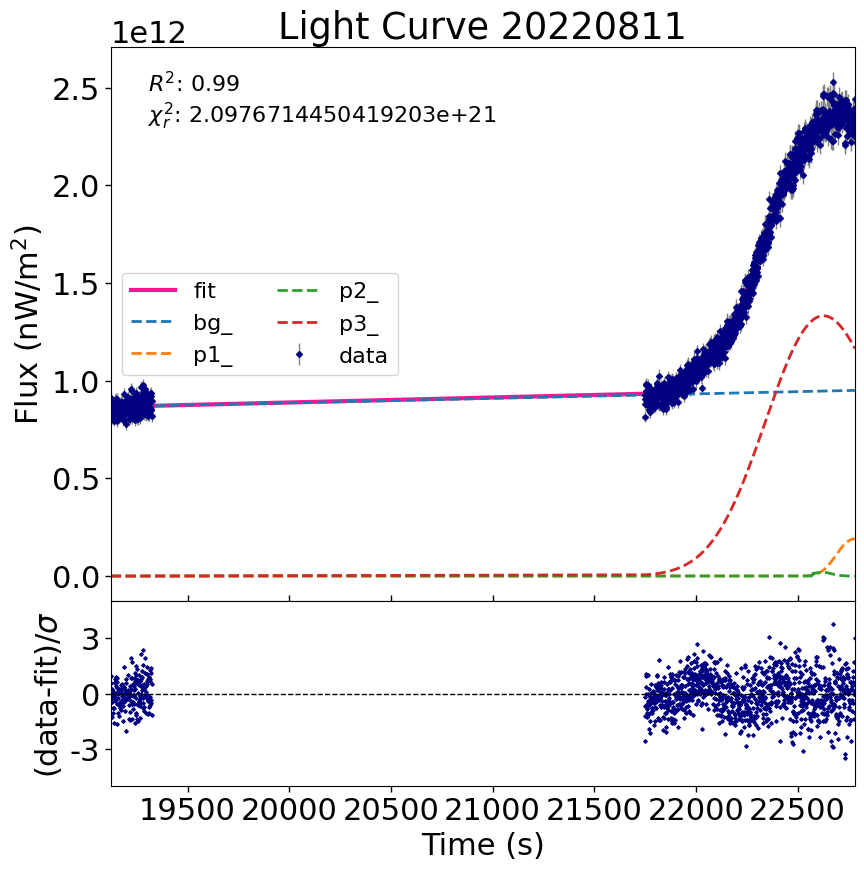 Light Curve 20220811
1e12
R²: 0.99
χ²ᵣ: 2.0976714450419203e+21
Flux (nW/m²)
2.5
2.0
1.5
1.0
0.5
0.0
fit
bg_
p1_
p2_
p3_
data
(data-fit)/σ
3
0
-3
19500 20000 20500 21000 21500 22000 22500
Time (s)